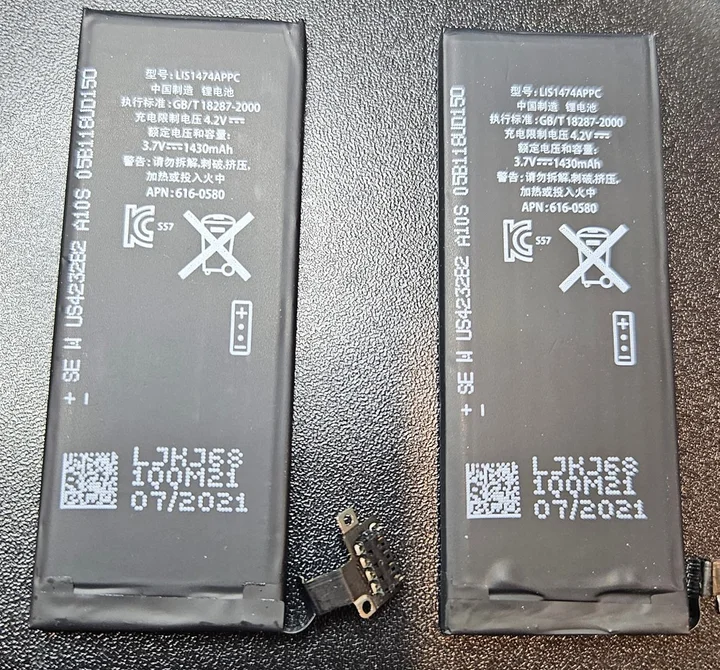 型号: LIS1474APPC
中国制造 锂电池
执行标准: GB/T 18287-2000
充电限制电压 4.2V⎓
额定电压和容量:
3.7V⎓1430mAh
警告: 请勿拆解,刺破,挤压,
加热或投入火中
APN: 616-0580
S57
+ SE W US423282 A10S 05B118UD150
LJKJ68
1QQM21
07/2021
型号: LIS1474APPC
中国制造 锂电池
执行标准: GB/T 18287-2000
充电限制电压 4.2V⎓
额定电压和容量:
3.7V⎓1430mAh
警告: 请勿拆解,刺破,挤压,
加热或投入火中
APN: 616-0580
S57
+ SE W US423282 A10S 05B118UD150
LJKJ68
1QQM21
07/2021